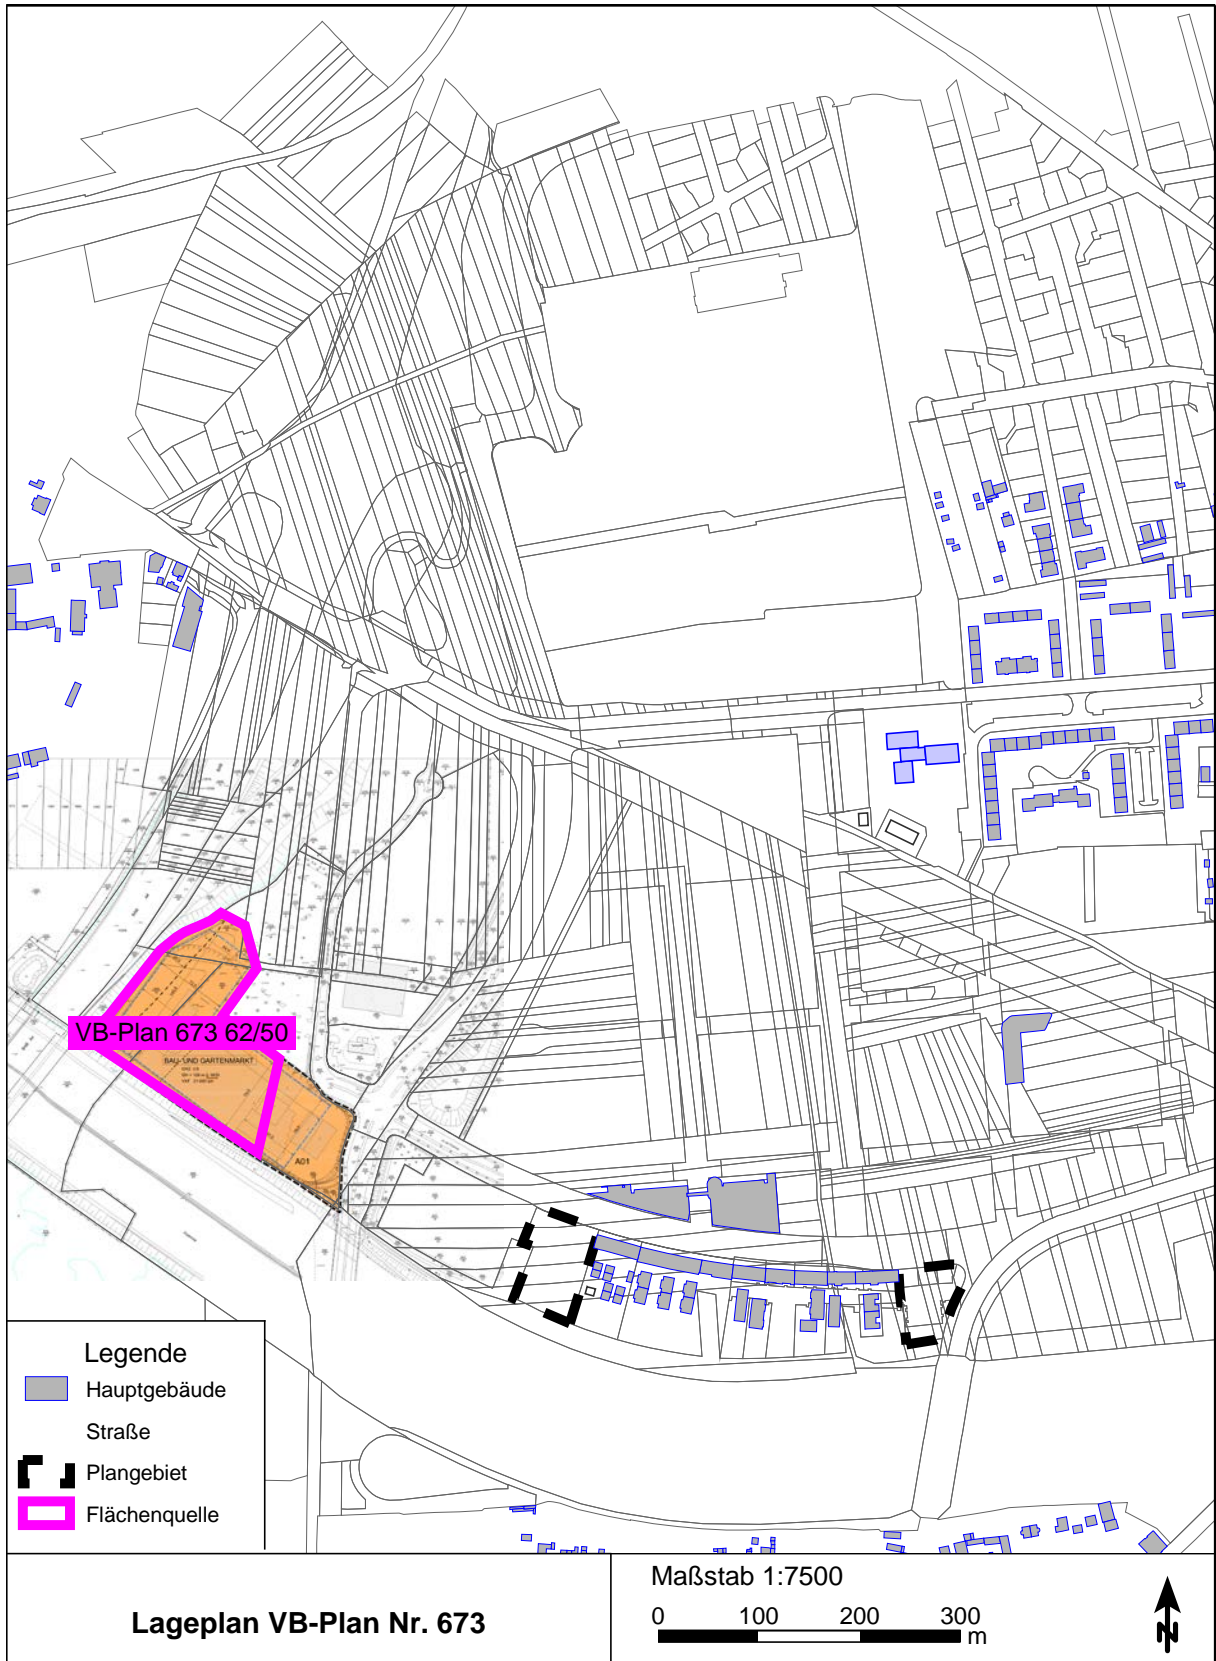 VB-Plan 673 62/50
BAU- UND GARTENMARKT
A01
Legende
Hauptgebäude
Straße
Plangebiet
Flächenquelle
Lageplan VB-Plan Nr. 673
Maßstab 1:7500
0 100 200 300
m
N